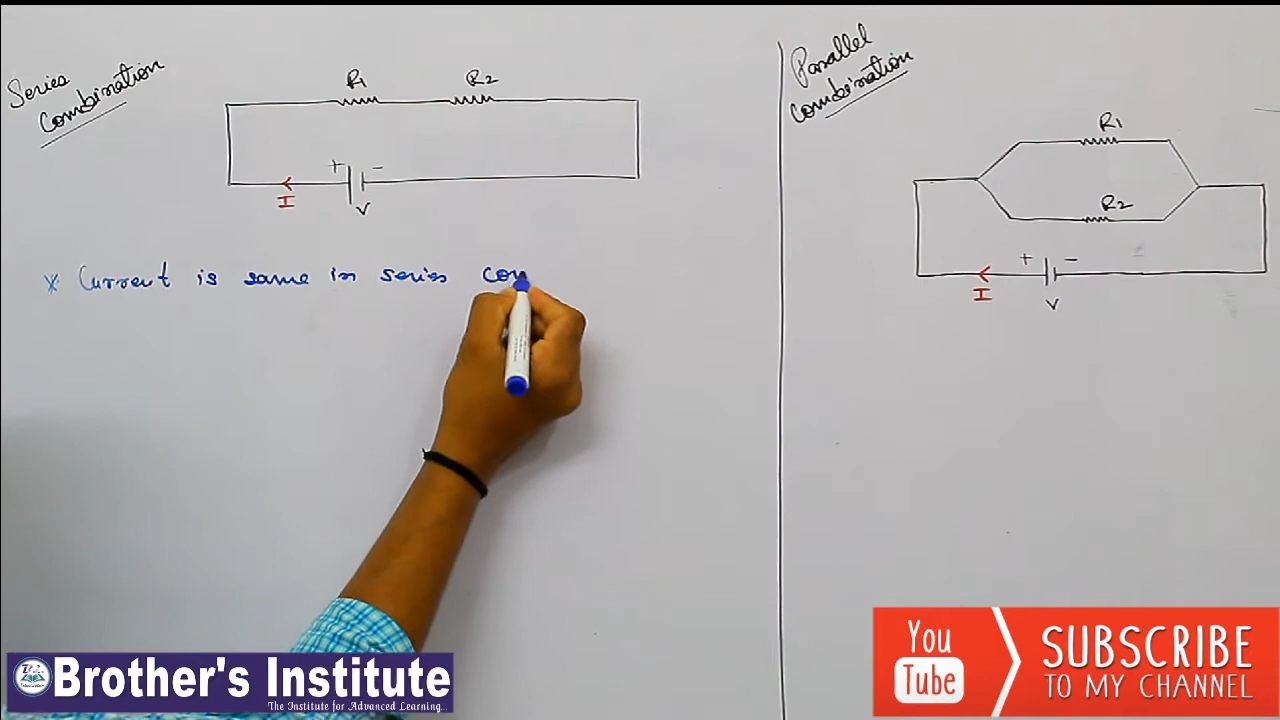 Series
Combination
R1 R2
+ -
I
V
* Current is same in series com
Parallel
Combination
R1
R2
+ -
I
V
Brother's Institute
The Institute for Advanced Learning...
You
Tube
SUBSCRIBE
TO MY CHANNEL